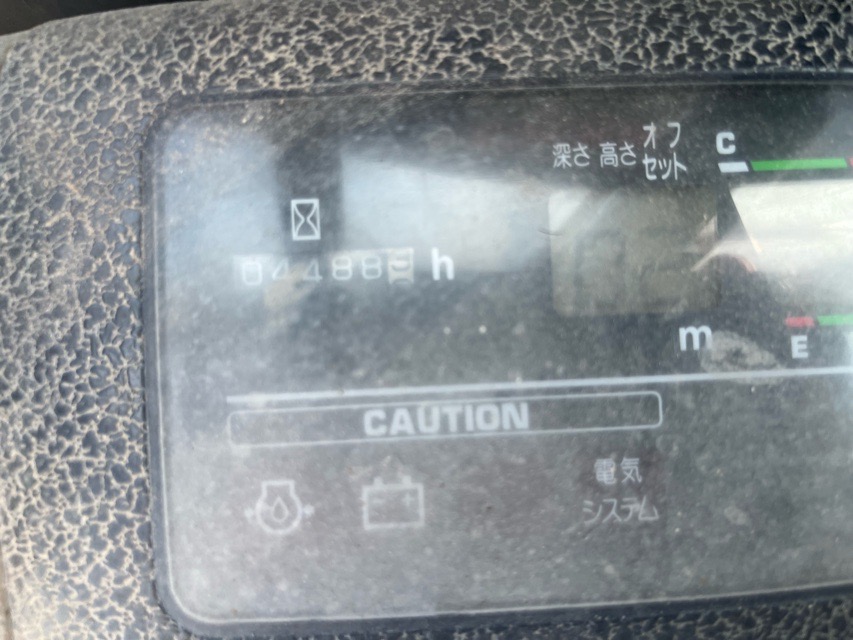 深さ 高さ オフセット C
04488 h
m E
CAUTION
電気
システム